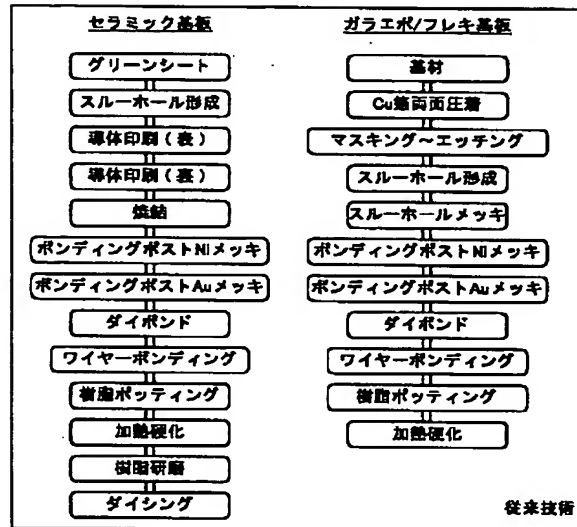 セラミック基板
グリーンシート
スルーホール形成
導体印刷(表)
導体印刷(裏)
焼結
ボンディングポストNiメッキ
ボンディングポストAuメッキ
ダイボンド
ワイヤーボンディング
樹脂ポッティング
加熱硬化
樹脂研磨
ダイシング
ガラエポ/フレキ基板
基材
Cu箔両面圧着
マスキング~エッチング
スルーホール形成
スルーホールメッキ
ボンディングポストNiメッキ
ボンディングポストAuメッキ
ダイボンド
ワイヤーボンディング
樹脂ポッティング
加熱硬化
従来技術